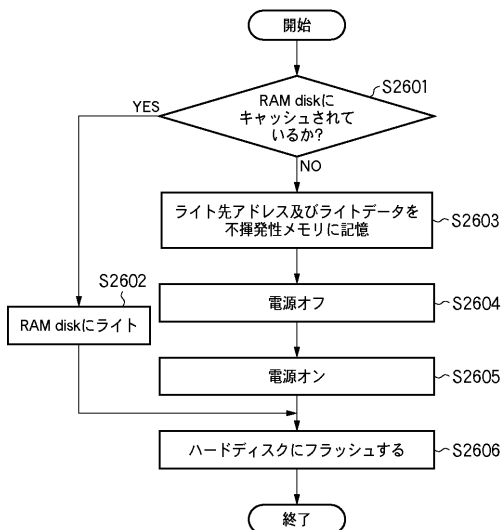 開始
RAM diskに
キャッシュされて
いるか?
S2601
YES
NO
ライト先アドレス及びライトデータを
不揮発性メモリに記憶
S2603
S2602
RAM diskにライト
電源オフ
S2604
電源オン
S2605
ハードディスクにフラッシュする
S2606
終了